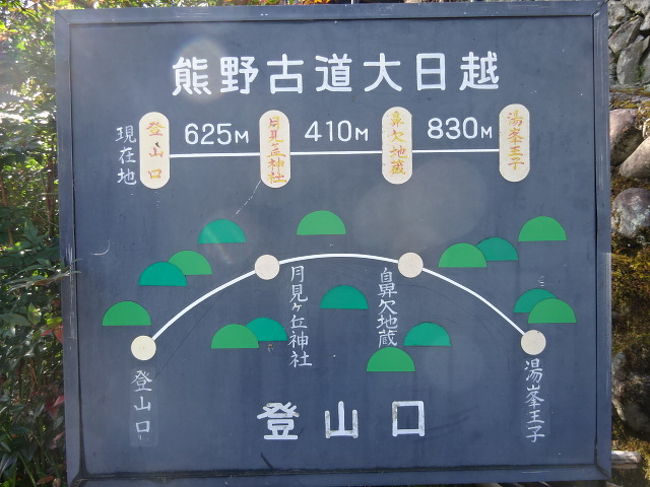 熊野古道大日越
現在地
登山口 625M 月見ヶ丘神社 410M 鼻欠地蔵 830M 湯峯王子
登山口
月見ヶ丘神社
鼻欠地蔵
湯峯王子
登山口